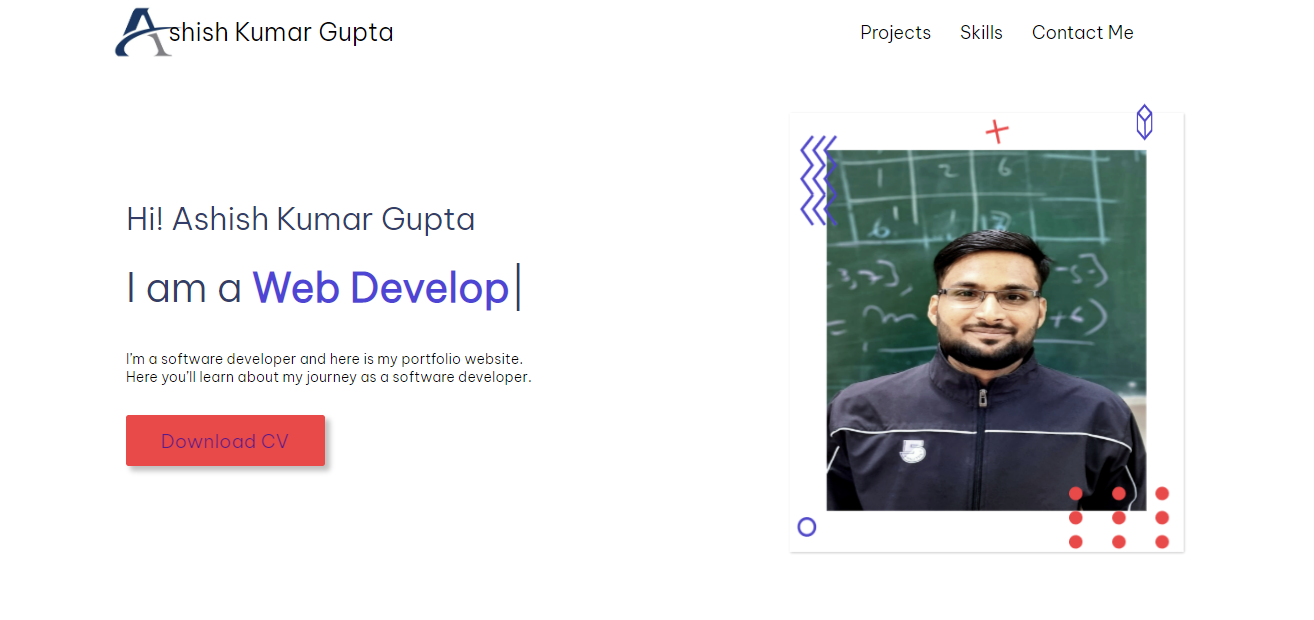 Ashish Kumar Gupta
Projects Skills Contact Me
Hi! Ashish Kumar Gupta
I am a Web Develop
I'm a software developer and here is my portfolio website.
Here you'll learn about my journey as a software developer.
Download CV
1 2 6
6
5